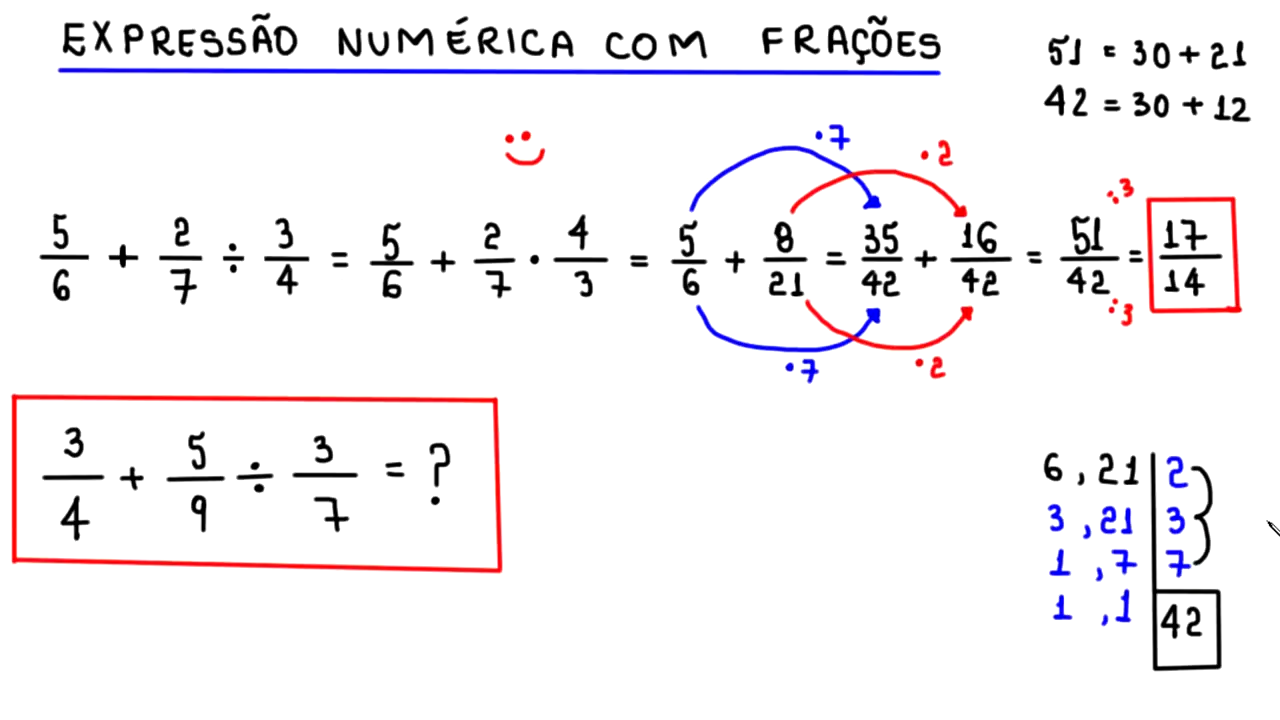 EXPRESSÃO NUMÉRICA COM FRAÇÕES
51 = 30 + 21
42 = 30 + 12
·7
·2
5/6 + 2/7 ÷ 3/4 = 5/6 + 2/7 · 4/3 = 5/6 + 8/21 = 35/42 + 16/42 = 51/42 = 17/14
÷3
÷3
·7
·2
3/4 + 5/9 ÷ 3/7 = ?
6, 21 | 2
3, 21 | 3
1, 7 | 7
1, 1 | 42